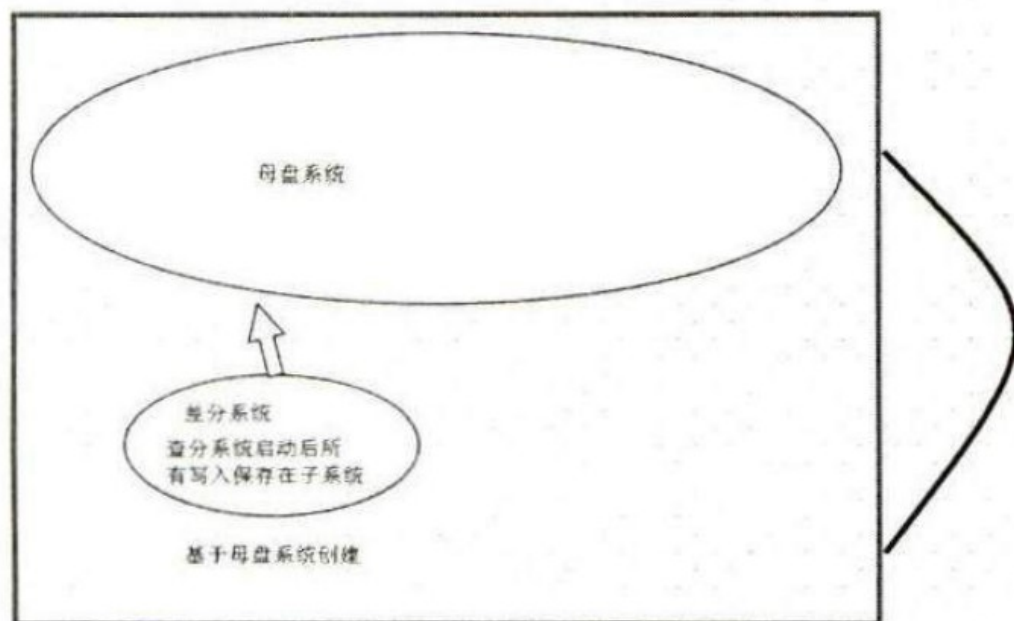 母盘系统
差分系统
查分系统启动后所
有写入保存在子系统
基于母盘系统创建